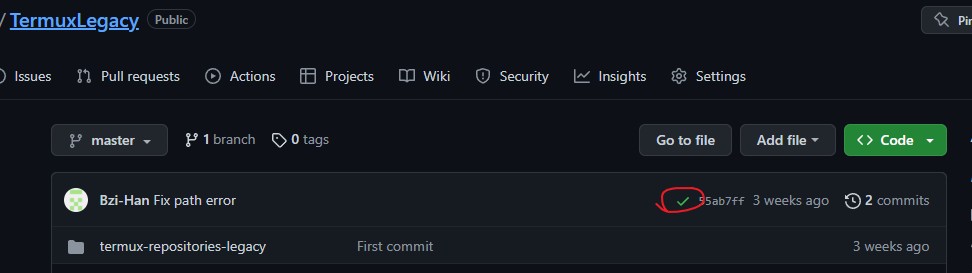 / TermuxLegacy Public
Pin
Issues Pull requests Actions Projects Wiki Security Insights Settings
master 1 branch 0 tags Go to file Add file Code
Bzi-Han Fix path error 55ab7ff 3 weeks ago 2 commits
termux-repositories-legacy First commit 3 weeks ago